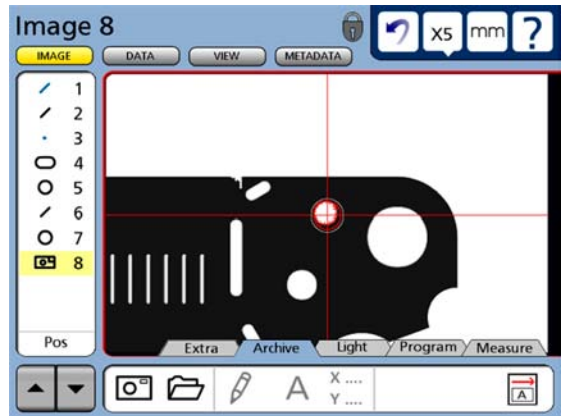 Image 8
X5 mm ?
IMAGE DATA VIEW METADATA
1
2
3
4
5
6
7
8
Pos
Extra Archive Light Program Measure
A X ....
Y ....
A